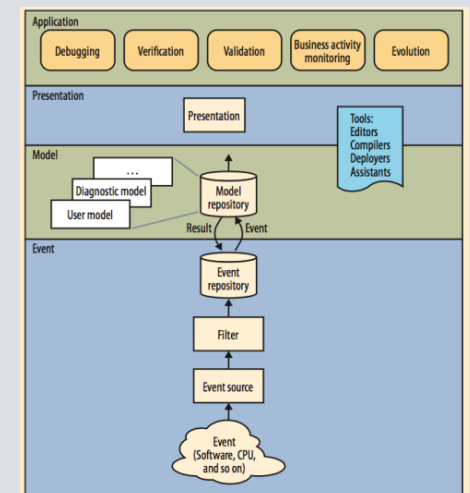 Application
Debugging
Verification
Validation
Business activity
monitoring
Evolution
Presentation
Presentation
Tools:
Editors
Compilers
Deployers
Assistants
Model
...
Diagnostic model
User model
Model
repository
Result
Event
Event
Event
repository
Filter
Event source
Event
(Software, CPU,
and so on)